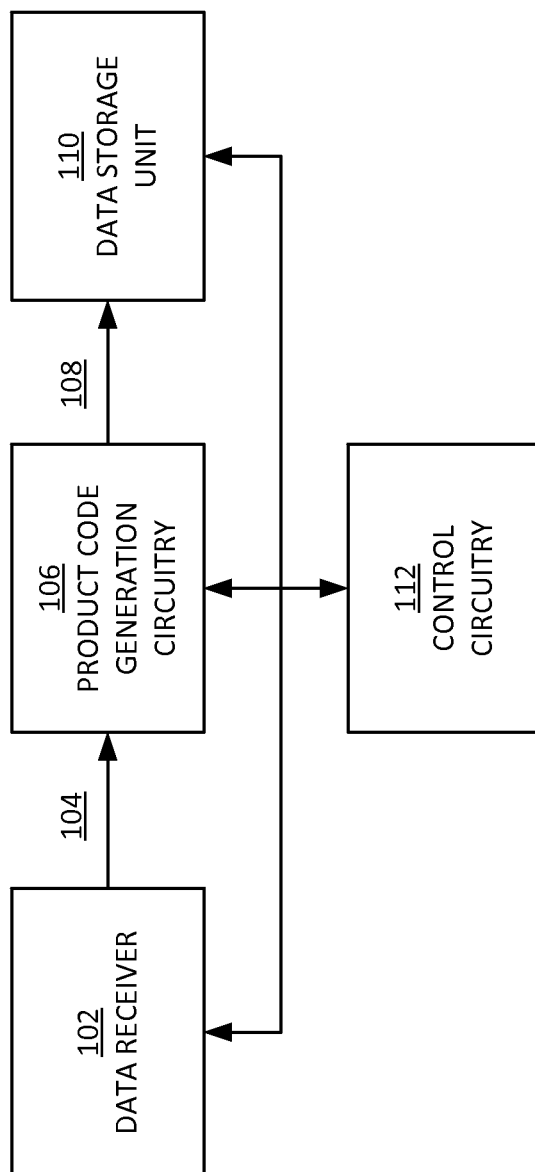 102
DATA RECEIVER
104
106
PRODUCT CODE
GENERATION
CIRCUITRY
108
110
DATA STORAGE
UNIT
112
CONTROL
CIRCUITRY